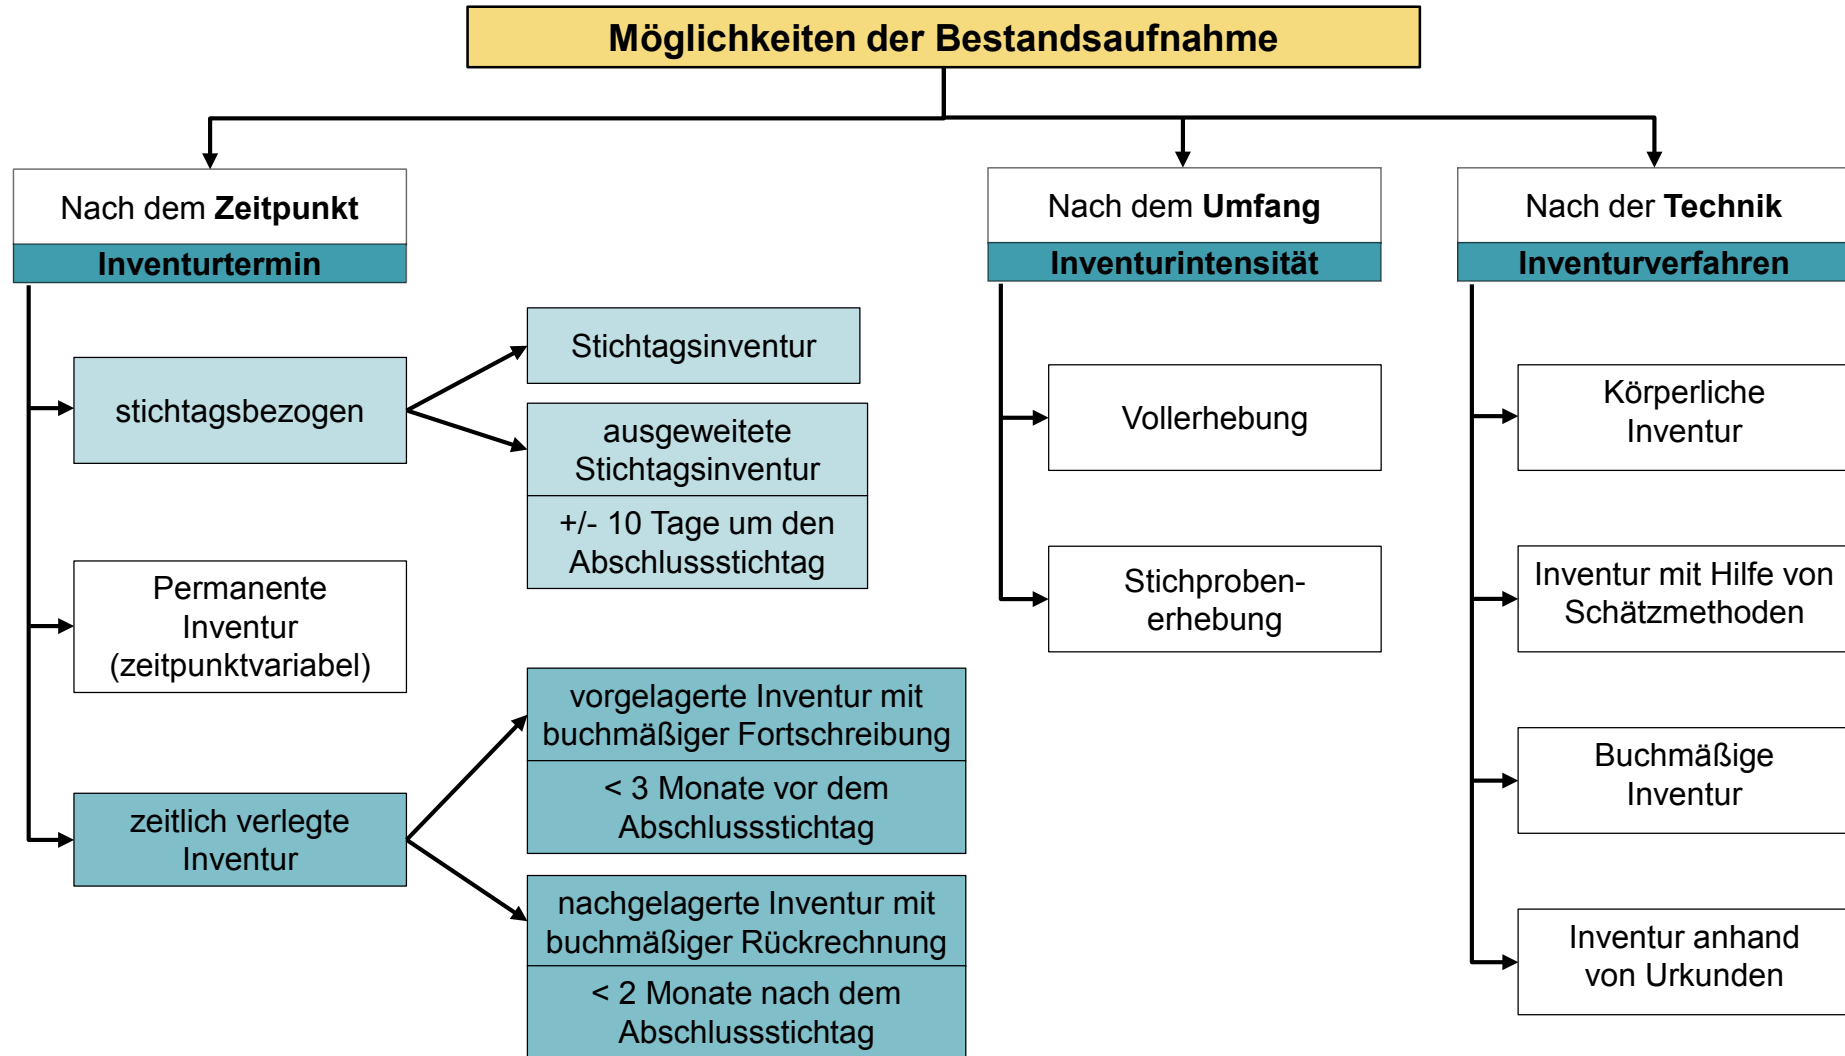 Möglichkeiten der Bestandsaufnahme
Nach dem Zeitpunkt
Inventurtermin
stichtagsbezogen
Stichtagsinventur
ausgeweitete
Stichtagsinventur
+/- 10 Tage um den
Abschlussstichtag
Permanente
Inventur
(zeitpunktvariabel)
zeitlich verlegte
Inventur
vorgelagerte Inventur mit
buchmäßiger Fortschreibung
< 3 Monate vor dem
Abschlussstichtag
nachgelagerte Inventur mit
buchmäßiger Rückrechnung
< 2 Monate nach dem
Abschlussstichtag
Nach dem Umfang
Inventurintensität
Vollerhebung
Stichproben-
erhebung
Nach der Technik
Inventurverfahren
Körperliche
Inventur
Inventur mit Hilfe von
Schätzmethoden
Buchmäßige
Inventur
Inventur anhand
von Urkunden